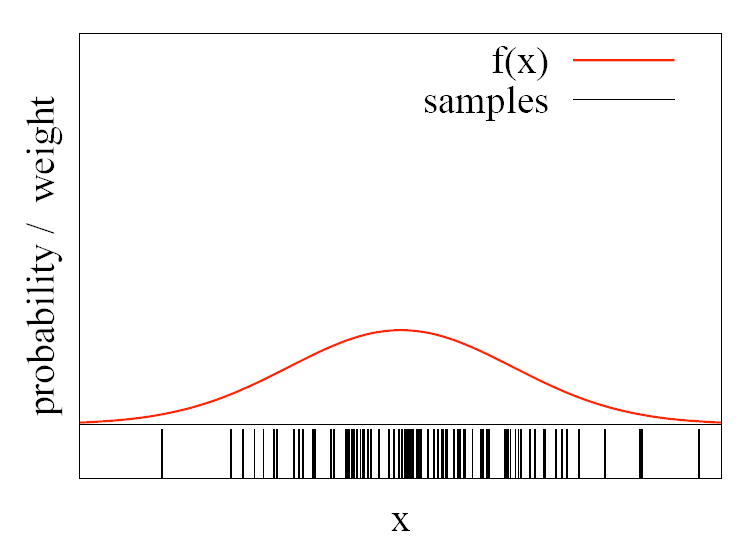 f(x)
samples
probability / weight
x